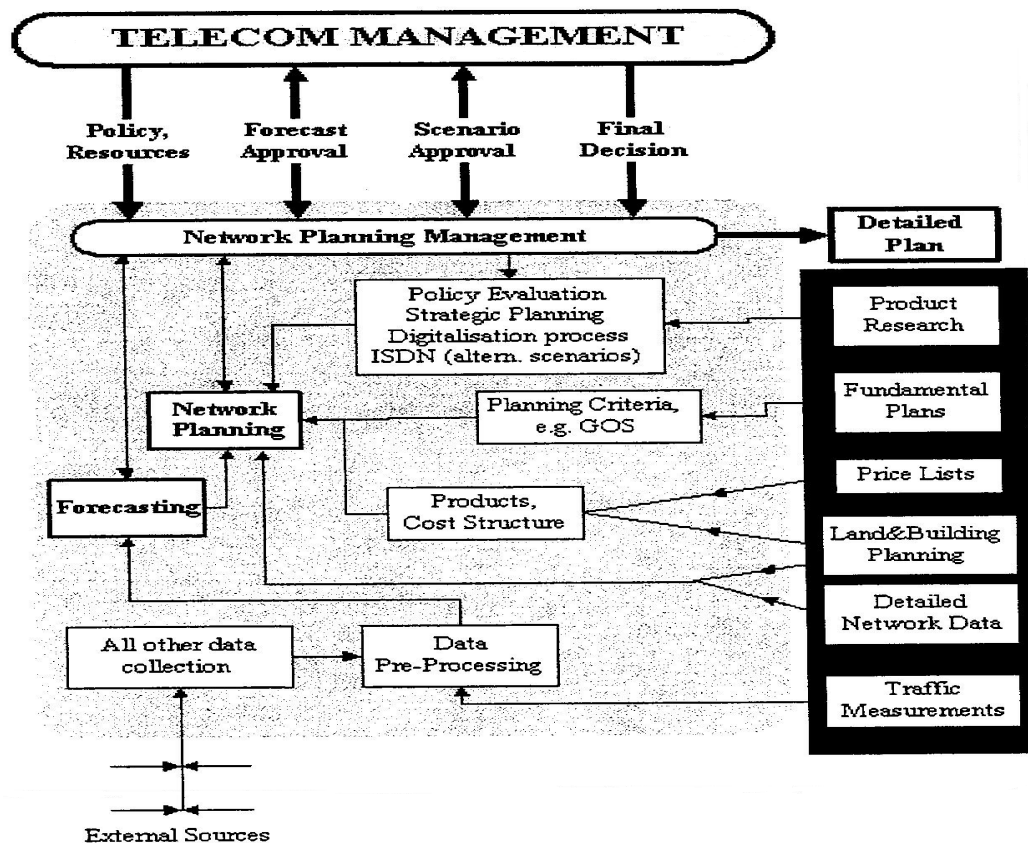 TELECOM MANAGEMENT
Policy,
Resources
Forecast
Approval
Scenario
Approval
Final
Decision
Network Planning Management
Detailed
Plan
Policy Evaluation
Strategic Planning
Digitalisation process
ISDN (altern. scenarios)
Product
Research
Network
Planning
Planning Criteria,
e.g. GOS
Fundamental
Plans
Forecasting
Products,
Cost Structure
Price Lists
Land&Building
Planning
Detailed
Network Data
All other data
collection
Data
Pre-Processing
Traffic
Measurements
External Sources